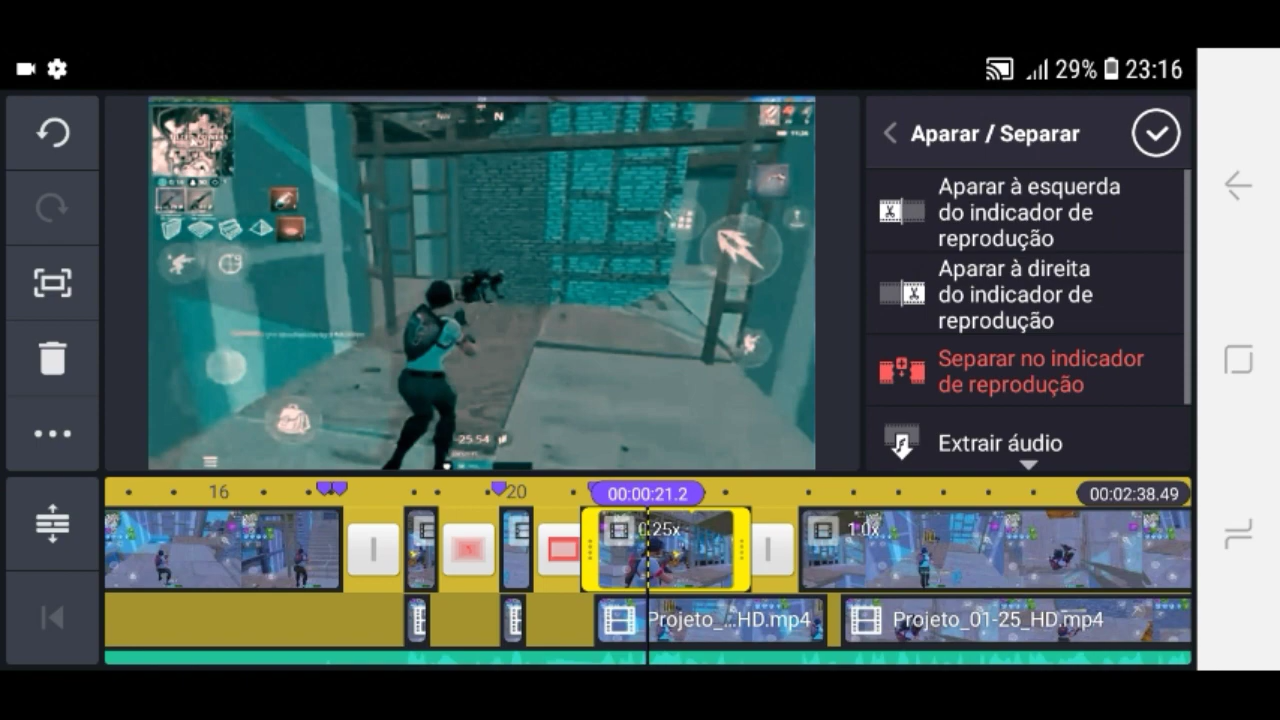 29% 23:16
N
25.54
Aparar / Separar
Aparar à esquerda
do indicador de
reprodução
Aparar à direita
do indicador de
reprodução
Separar no indicador
de reprodução
Extrair áudio
16
20
00:00:21.2
00:02:38.49
0.25x
1.0x
Projeto_...HD.mp4
Projeto_01-25_HD.mp4